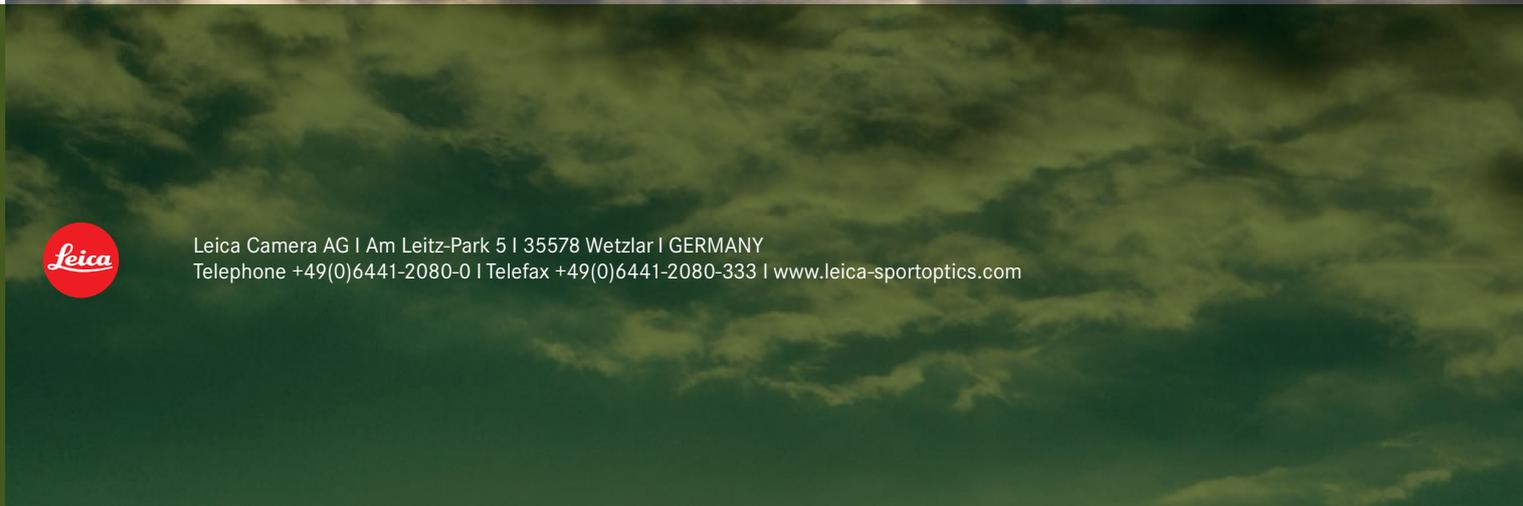 Leica
Leica Camera AG I Am Leitz-Park 5 I 35578 Wetzlar I GERMANY
Telephone +49(0)6441-2080-0 I Telefax +49(0)6441-2080-333 I www.leica-sportoptics.com